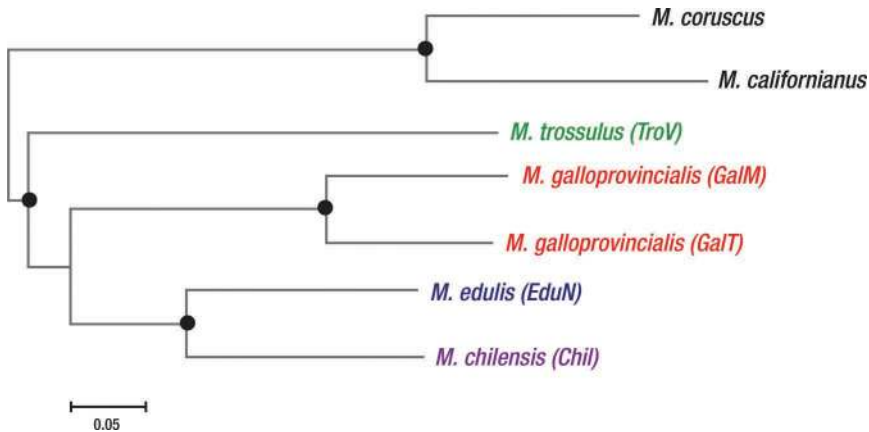 M. coruscus
M. californianus
M. trossulus (TroV)
M. galloprovincialis (GalM)
M. galloprovincialis (GalT)
M. edulis (EduN)
M. chilensis (Chil)
0.05